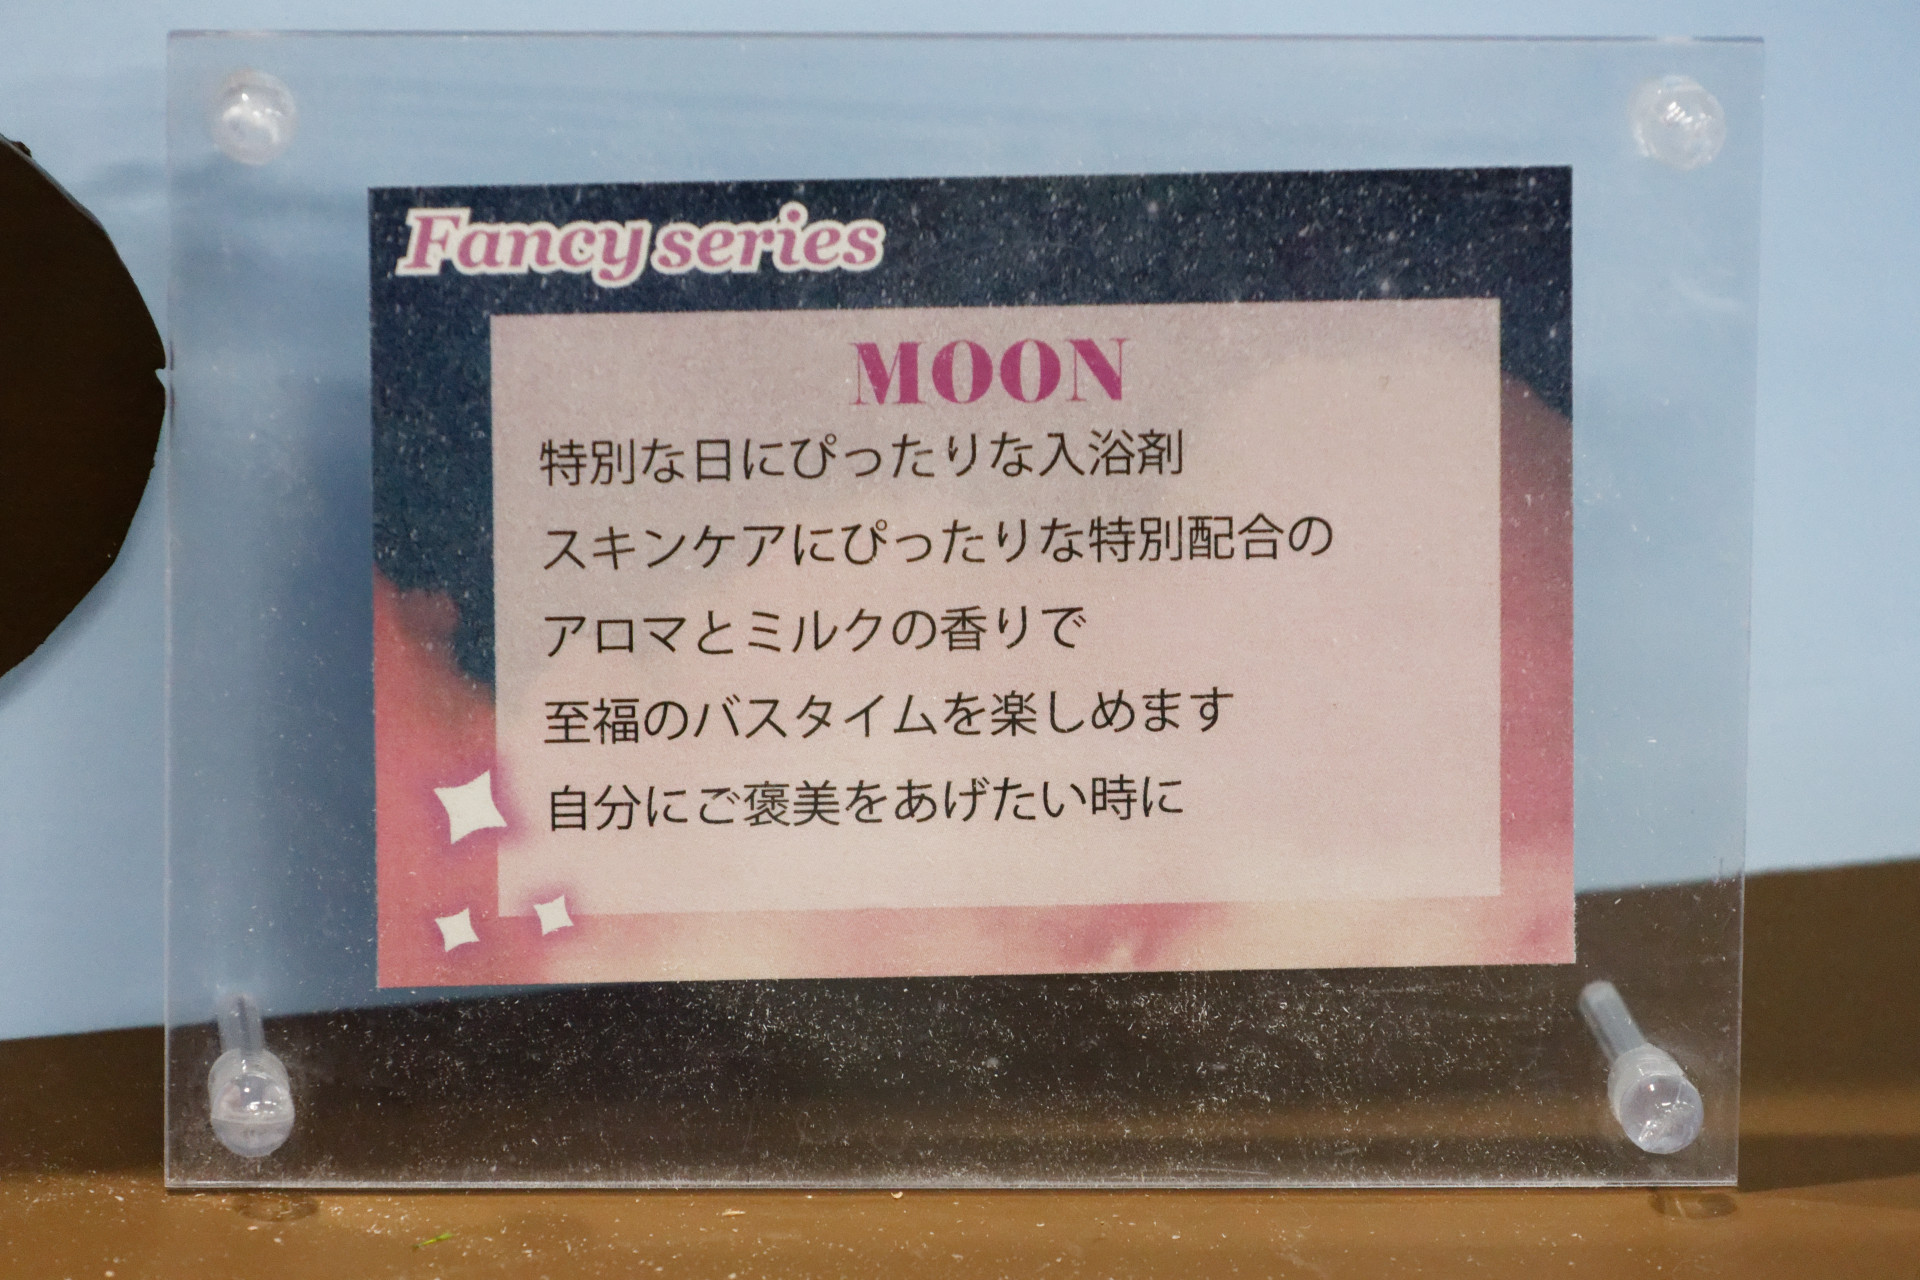 Fancy series
MOON
特別な日にぴったりな入浴剤
スキンケアにぴったりな特別配合の
アロマとミルクの香りで
至福のバスタイムを楽しめます
自分にご褒美をあげたい時に